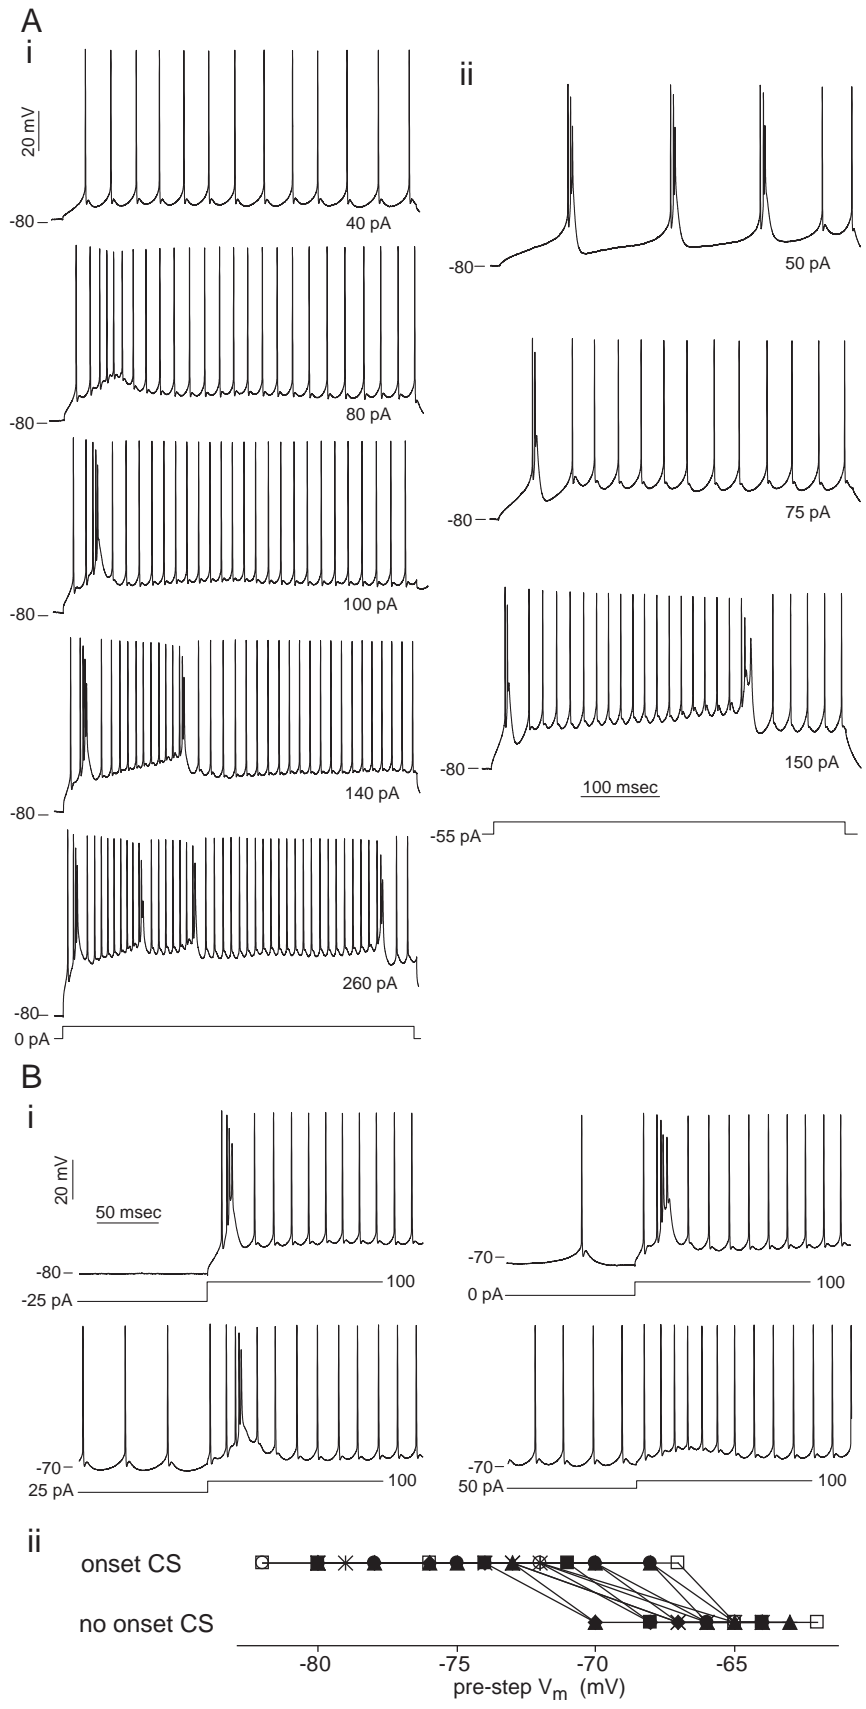 A
i
20 mV
-80
40 pA
-80
80 pA
-80
100 pA
-80
140 pA
-80
260 pA
0 pA
ii
-80
50 pA
-80
75 pA
-80
150 pA
100 msec
-55 pA
B
i
20 mV
50 msec
-80
-25 pA
100
-70
0 pA
100
-70
25 pA
100
-70
50 pA
100
ii
onset CS
no onset CS
-80 -75 -70 -65
pre-step Vm (mV)